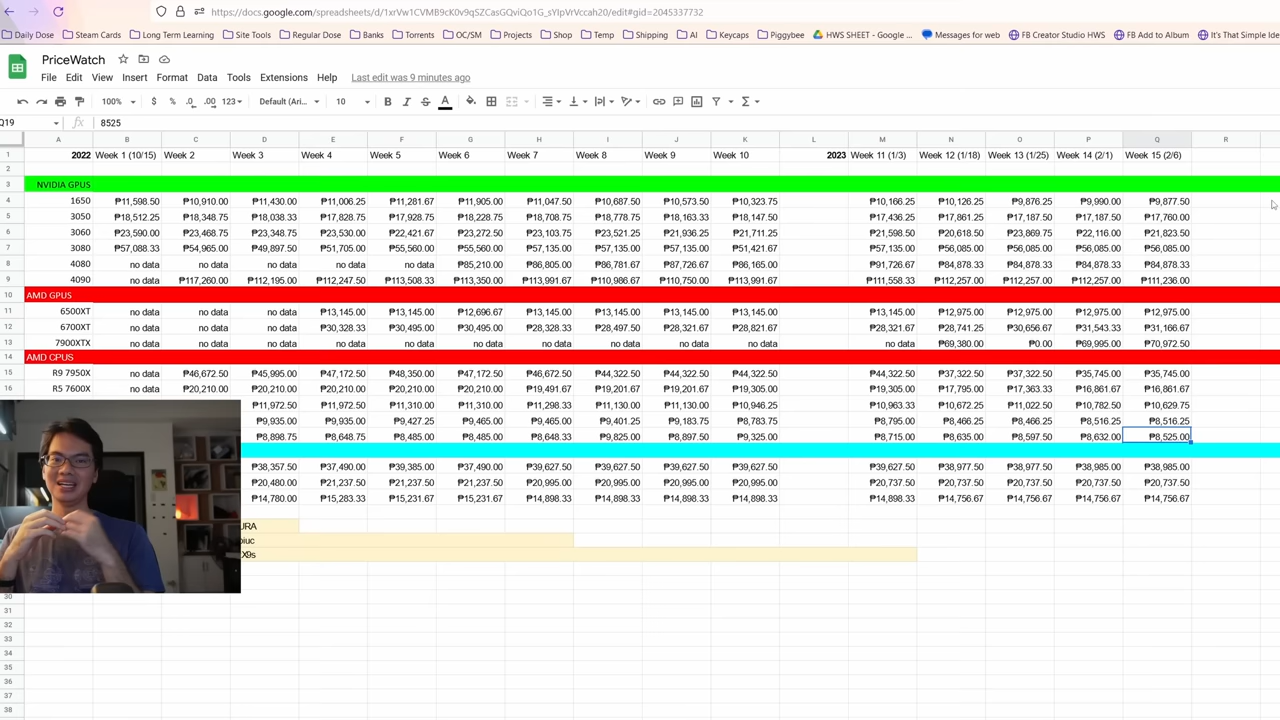 https://docs.google.com/spreadsheets/d/1xrVw1CVMB9cK0v9qSZCasGQviQo1G_sYIpVrVccah20/edit#gid=2045337732
Daily Dose Steam Cards Long Term Learning Site Tools Regular Dose Banks Torrents OC/SM Projects Shop Temp Shipping AI Keycaps Piggybee HWS SHEET - Google ... Messages for web FB Creator Studio HWS FB Add to Album It's That Simple Ide
PriceWatch
File Edit View Insert Format Data Tools Extensions Help Last edit was 9 minutes ago
100% $ % .0 .00 123 Default (Ari... 10 B I S A
Q19 fx 8525
A B C D E F G H I J K L M N O P Q R
1 2022 Week 1 (10/15) Week 2 Week 3 Week 4 Week 5 Week 6 Week 7 Week 8 Week 9 Week 10 2023 Week 11 (1/3) Week 12 (1/18) Week 13 (1/25) Week 14 (2/1) Week 15 (2/6)
2
3 NVIDIA GPUS
4 1650 ₱11,598.50 ₱10,910.00 ₱11,430.00 ₱11,006.25 ₱11,281.67 ₱11,905.00 ₱11,047.50 ₱10,687.50 ₱10,573.50 ₱10,323.75 ₱10,166.25 ₱10,126.25 ₱9,876.25 ₱9,990.00 ₱9,877.50
5 3050 ₱18,512.25 ₱18,348.75 ₱18,038.33 ₱17,828.75 ₱17,928.75 ₱18,228.75 ₱18,708.75 ₱18,778.75 ₱18,163.33 ₱18,147.50 ₱17,436.25 ₱17,861.25 ₱17,187.50 ₱17,187.50 ₱17,760.00
6 3060 ₱23,590.00 ₱23,468.75 ₱23,348.75 ₱23,530.00 ₱22,421.67 ₱23,272.50 ₱23,103.75 ₱23,521.25 ₱21,936.25 ₱21,711.25 ₱21,598.50 ₱20,618.50 ₱23,869.75 ₱22,116.00 ₱21,823.50
7 3080 ₱57,088.33 ₱54,965.00 ₱49,897.50 ₱51,705.00 ₱55,560.00 ₱55,560.00 ₱57,135.00 ₱57,135.00 ₱57,135.00 ₱51,421.67 ₱57,135.00 ₱56,085.00 ₱56,085.00 ₱56,085.00 ₱56,085.00
8 4080 no data no data no data no data no data ₱85,210.00 ₱86,805.00 ₱86,781.67 ₱87,726.67 ₱86,165.00 ₱91,726.67 ₱84,878.33 ₱84,878.33 ₱84,878.33 ₱84,878.33
9 4090 no data ₱117,260.00 ₱112,195.00 ₱112,247.50 ₱113,508.33 ₱113,350.00 ₱113,991.67 ₱110,986.67 ₱110,750.00 ₱113,991.67 ₱111,558.33 ₱112,257.00 ₱112,257.00 ₱112,257.00 ₱111,236.00
10 AMD GPUS
11 6500XT no data no data no data ₱13,145.00 ₱13,145.00 ₱12,696.67 ₱13,145.00 ₱13,145.00 ₱13,145.00 ₱13,145.00 ₱13,145.00 ₱12,975.00 ₱12,975.00 ₱12,975.00 ₱12,975.00
12 6700XT no data no data no data ₱30,328.33 ₱30,495.00 ₱30,495.00 ₱28,328.33 ₱28,497.50 ₱28,321.67 ₱28,821.67 ₱28,321.67 ₱28,741.25 ₱30,656.67 ₱31,543.33 ₱31,166.67
13 7900XTX no data no data no data no data no data no data no data no data no data no data no data ₱69,380.00 ₱0.00 ₱69,995.00 ₱70,972.50
14 AMD CPUS
15 R9 7950X no data ₱46,672.50 ₱45,995.00 ₱47,172.50 ₱48,350.00 ₱47,172.50 ₱46,672.50 ₱44,322.50 ₱44,322.50 ₱44,322.50 ₱44,322.50 ₱37,322.50 ₱37,322.50 ₱35,745.00 ₱35,745.00
16 R5 7600X no data ₱20,210.00 ₱20,210.00 ₱20,210.00 ₱20,210.00 ₱20,210.00 ₱19,491.67 ₱19,201.67 ₱19,201.67 ₱19,305.00 ₱19,305.00 ₱17,795.00 ₱17,363.33 ₱16,861.67 ₱16,861.67
₱11,972.50 ₱11,972.50 ₱11,310.00 ₱11,310.00 ₱11,298.33 ₱11,130.00 ₱11,130.00 ₱10,946.25 ₱10,963.33 ₱10,672.25 ₱11,022.50 ₱10,782.50 ₱10,629.75
₱9,935.00 ₱9,935.00 ₱9,427.25 ₱9,465.00 ₱9,465.00 ₱9,401.25 ₱9,183.75 ₱8,783.75 ₱8,795.00 ₱8,466.25 ₱8,466.25 ₱8,516.25 ₱8,516.25
₱8,898.75 ₱8,648.75 ₱8,485.00 ₱8,485.00 ₱8,648.33 ₱9,825.00 ₱8,897.50 ₱9,325.00 ₱8,715.00 ₱8,635.00 ₱8,597.50 ₱8,632.00 ₱8,525.00
₱38,357.50 ₱37,490.00 ₱39,385.00 ₱37,490.00 ₱39,627.50 ₱39,627.50 ₱39,627.50 ₱39,627.50 ₱39,627.50 ₱38,977.50 ₱38,977.50 ₱38,985.00 ₱38,985.00
₱20,480.00 ₱21,237.50 ₱21,237.50 ₱21,237.50 ₱20,995.00 ₱20,995.00 ₱20,995.00 ₱20,995.00 ₱20,737.50 ₱20,737.50 ₱20,737.50 ₱20,737.50 ₱20,737.50
₱14,780.00 ₱15,283.33 ₱15,231.67 ₱15,231.67 ₱14,898.33 ₱14,898.33 ₱14,898.33 ₱14,898.33 ₱14,898.33 ₱14,756.67 ₱14,756.67 ₱14,756.67 ₱14,756.67
URA
oiuc
X9s
30
31
32
33
34
35
36
37
38